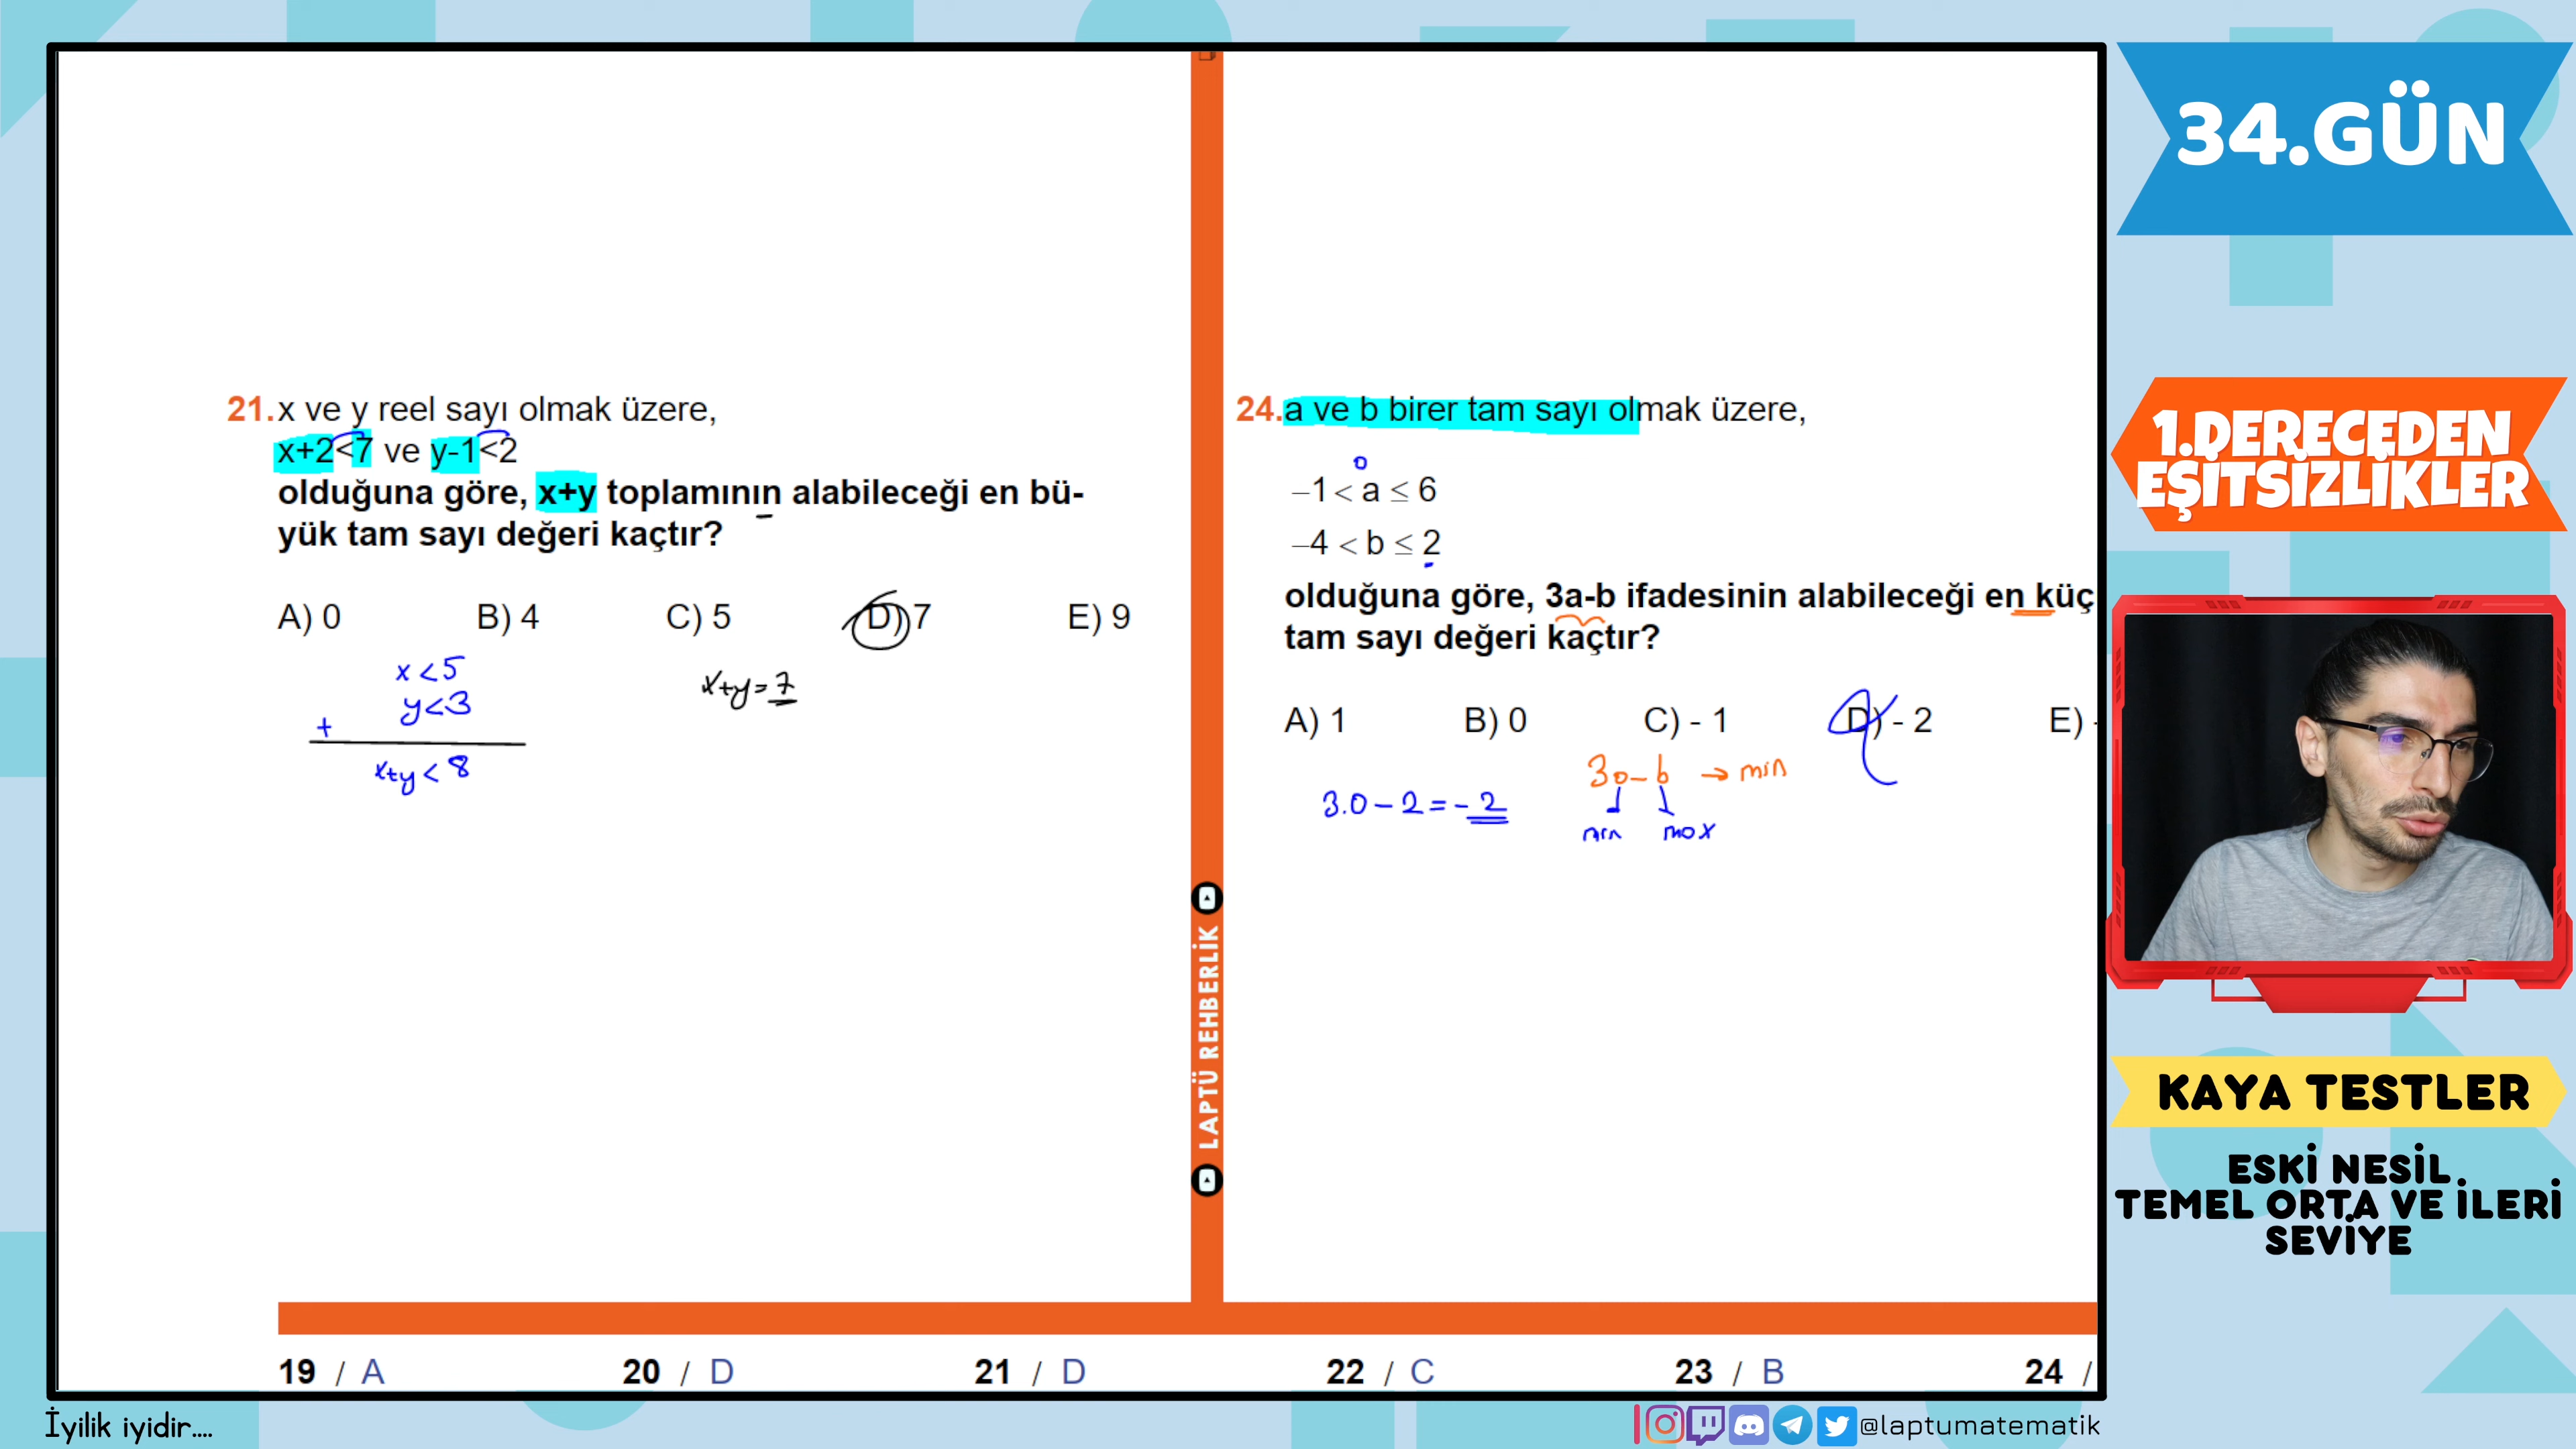 34.GÜN
1.DERECEDEN
EŞİTSİZLİKLER
21. x ve y reel sayı olmak üzere,
x+2<7 ve y-1<2
olduğuna göre, x+y toplamının alabileceği en bü-
yük tam sayı değeri kaçtır?
A) 0 B) 4 C) 5 D) 7 E) 9
x<5
y<3
+
x+y<8
x+y=7
24. a ve b birer tam sayı olmak üzere,
0
–1 < a ≤ 6
–4 < b ≤ 2
olduğuna göre, 3a-b ifadesinin alabileceği en küç
tam sayı değeri kaçtır?
A) 1 B) 0 C) - 1 D) - 2 E) -
3a-b → min
min max
3.0-2=-2
LAPTÜ REHBERLİK
19 / A 20 / D 21 / D 22 / C 23 / B 24 /
KAYA TESTLER
ESKİ NESİL
TEMEL ORTA VE İLERİ
SEVİYE
İyilik iyidir....
@laptumatematik